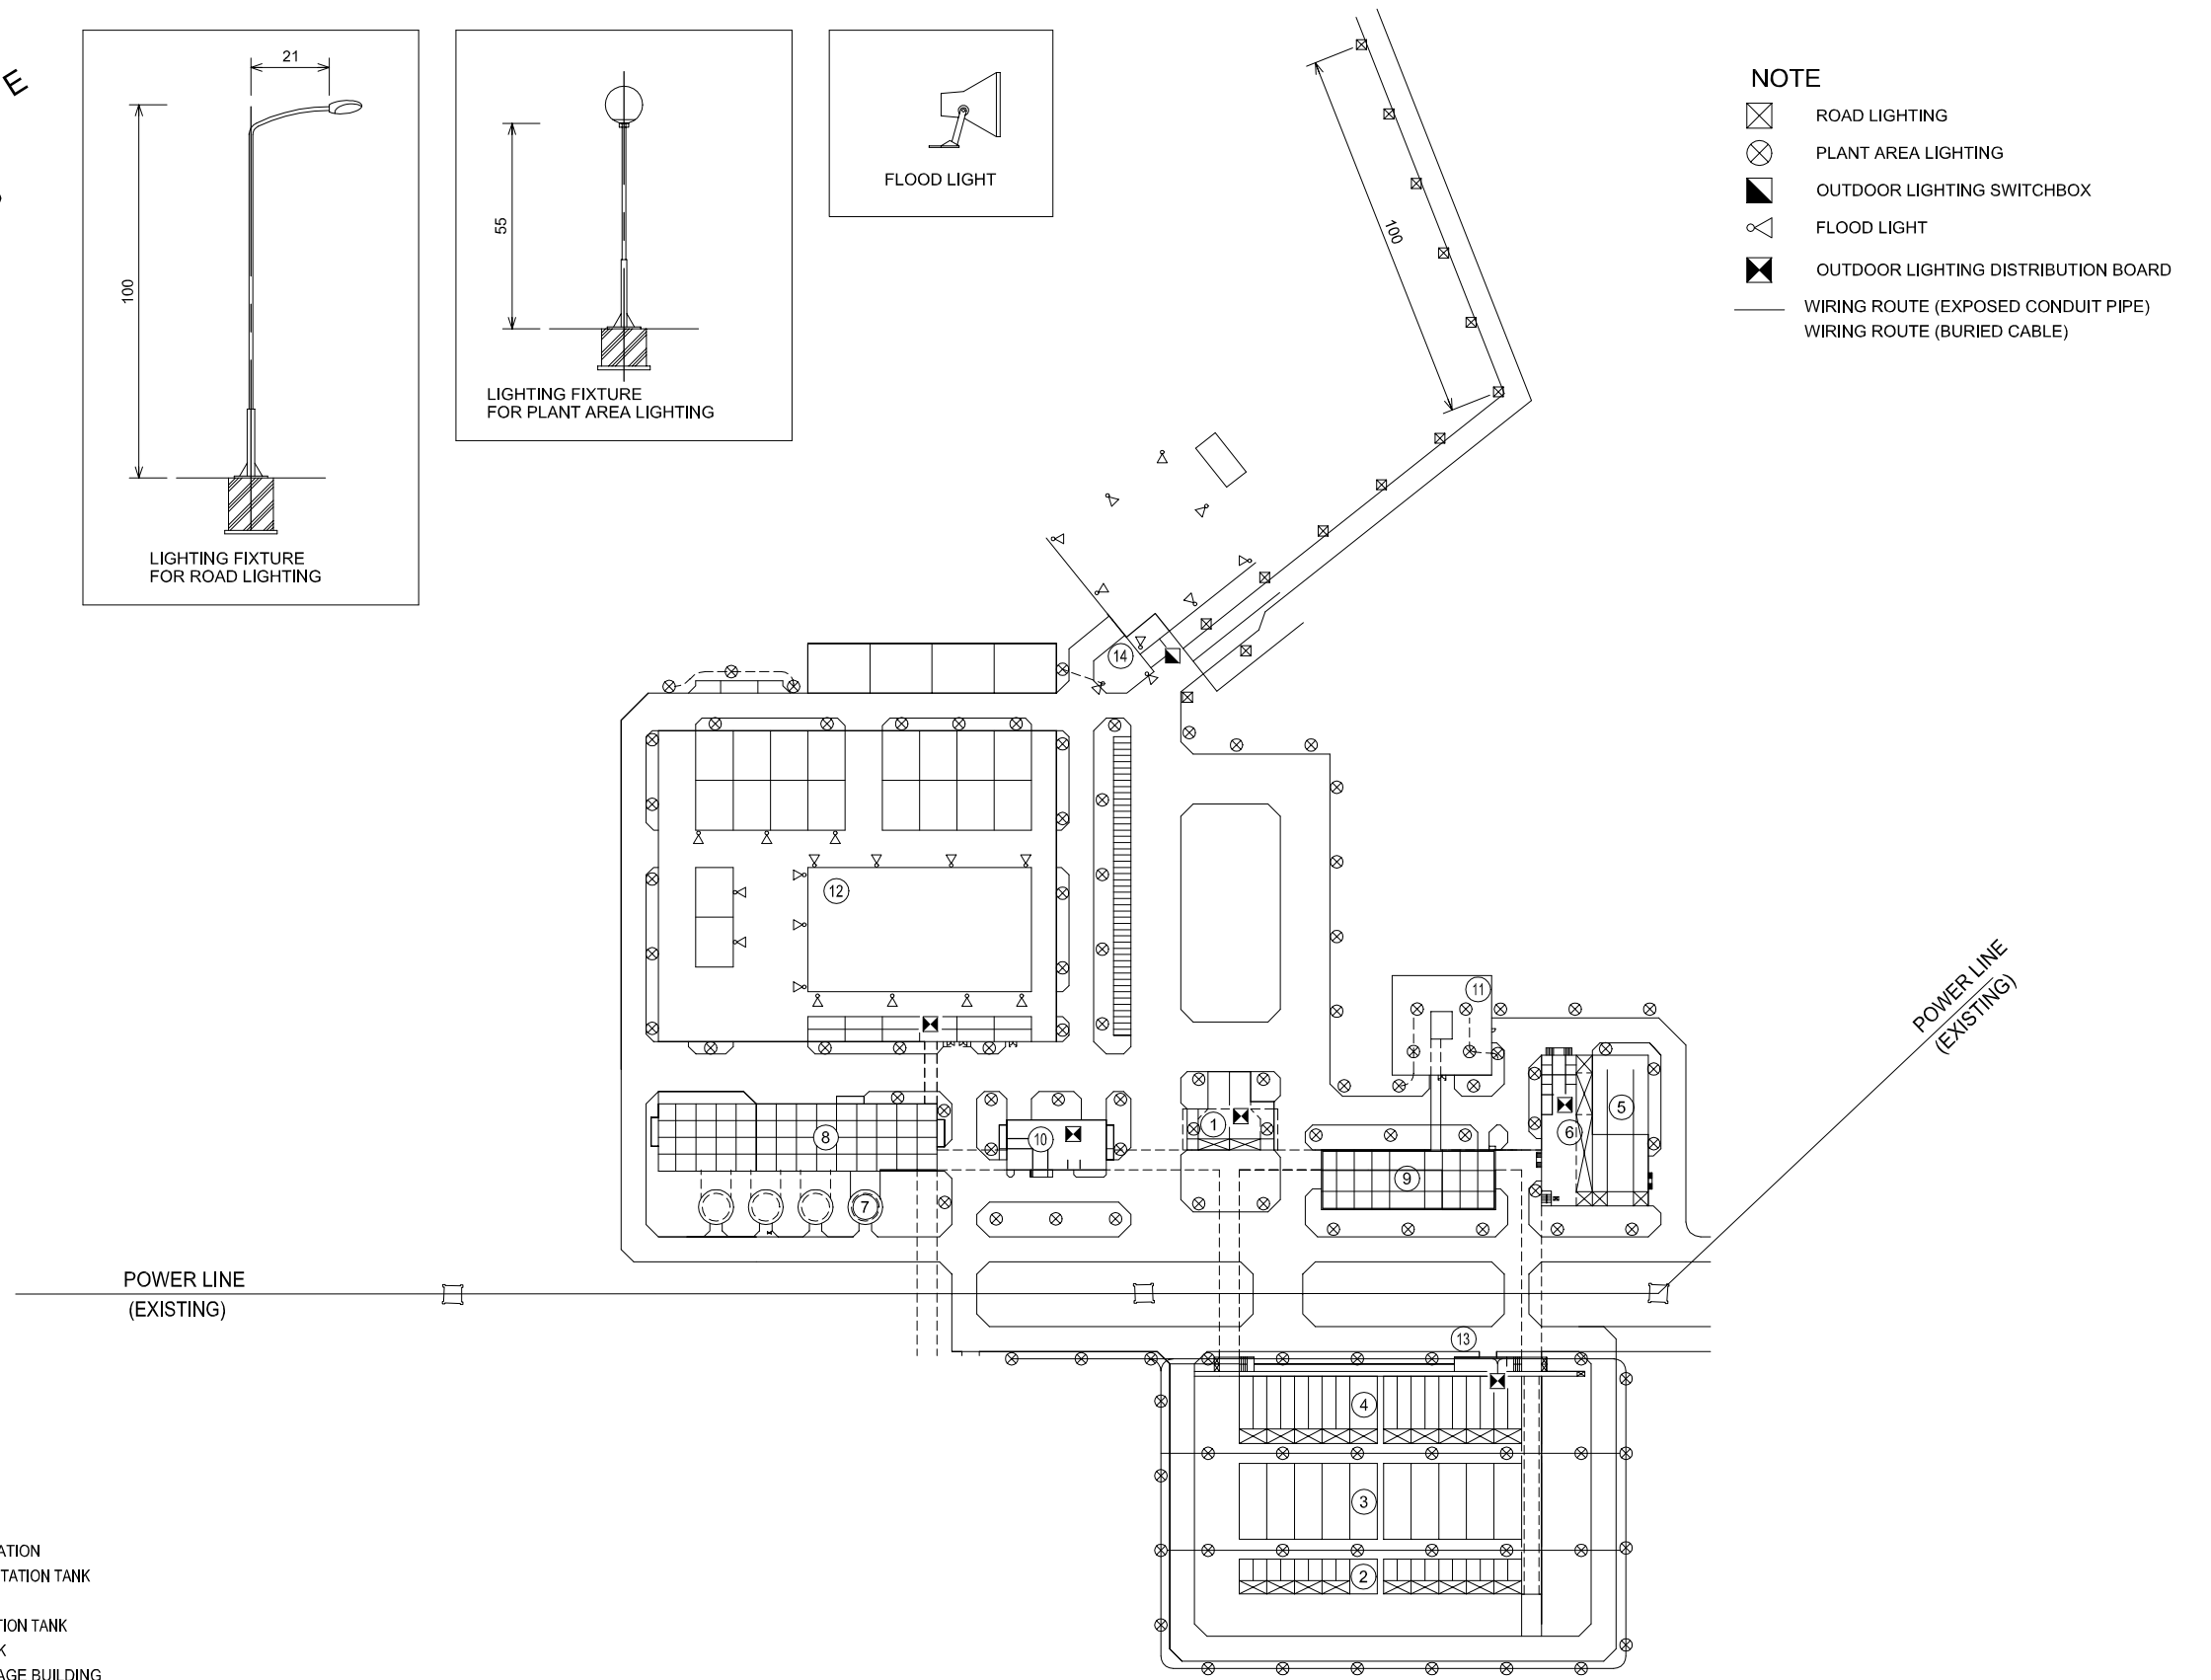 E
21
100
LIGHTING FIXTURE
FOR ROAD LIGHTING
55
LIGHTING FIXTURE
FOR PLANT AREA LIGHTING
FLOOD LIGHT
100
NOTE
ROAD LIGHTING
PLANT AREA LIGHTING
OUTDOOR LIGHTING SWITCHBOX
FLOOD LIGHT
OUTDOOR LIGHTING DISTRIBUTION BOARD
WIRING ROUTE (EXPOSED CONDUIT PIPE)
WIRING ROUTE (BURIED CABLE)
14
12
11
POWER LINE
(EXISTING)
5
6
1
8
10
9
7
POWER LINE
(EXISTING)
13
4
3
2
ATION
TATION TANK
TION TANK
K
AGE BUILDING